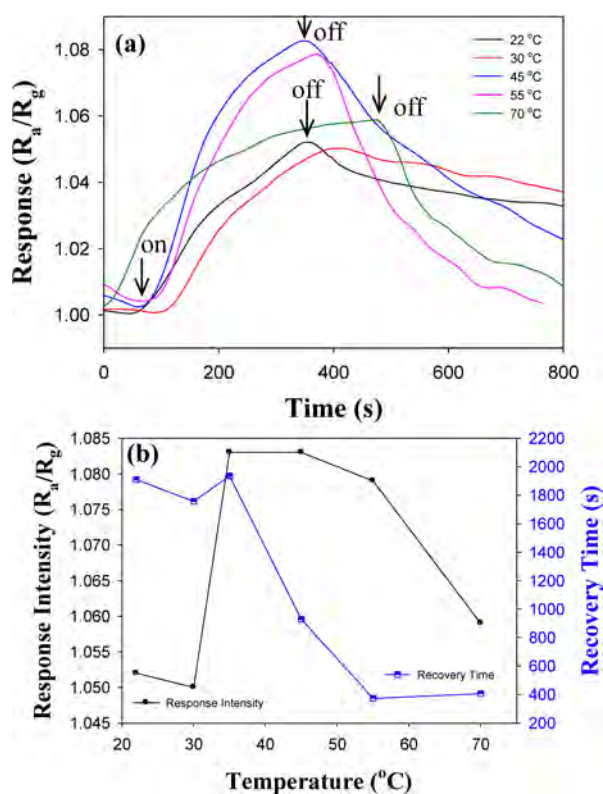 (a)
off
off
off
on
22 °C
30 °C
45 °C
55 °C
70 °C
1.08
1.06
1.04
1.02
1.00
Response (Ra/Rg)
0 200 400 600 800
Time (s)
(b)
1.085
1.080
1.075
1.070
1.065
1.060
1.055
1.050
1.045
Response Intensity (Ra/Rg)
2200
2000
1800
1600
1400
1200
1000
800
600
400
200
Recovery Time (s)
Recovery Time
Response Intensity
20 30 40 50 60 70
Temperature (°C)